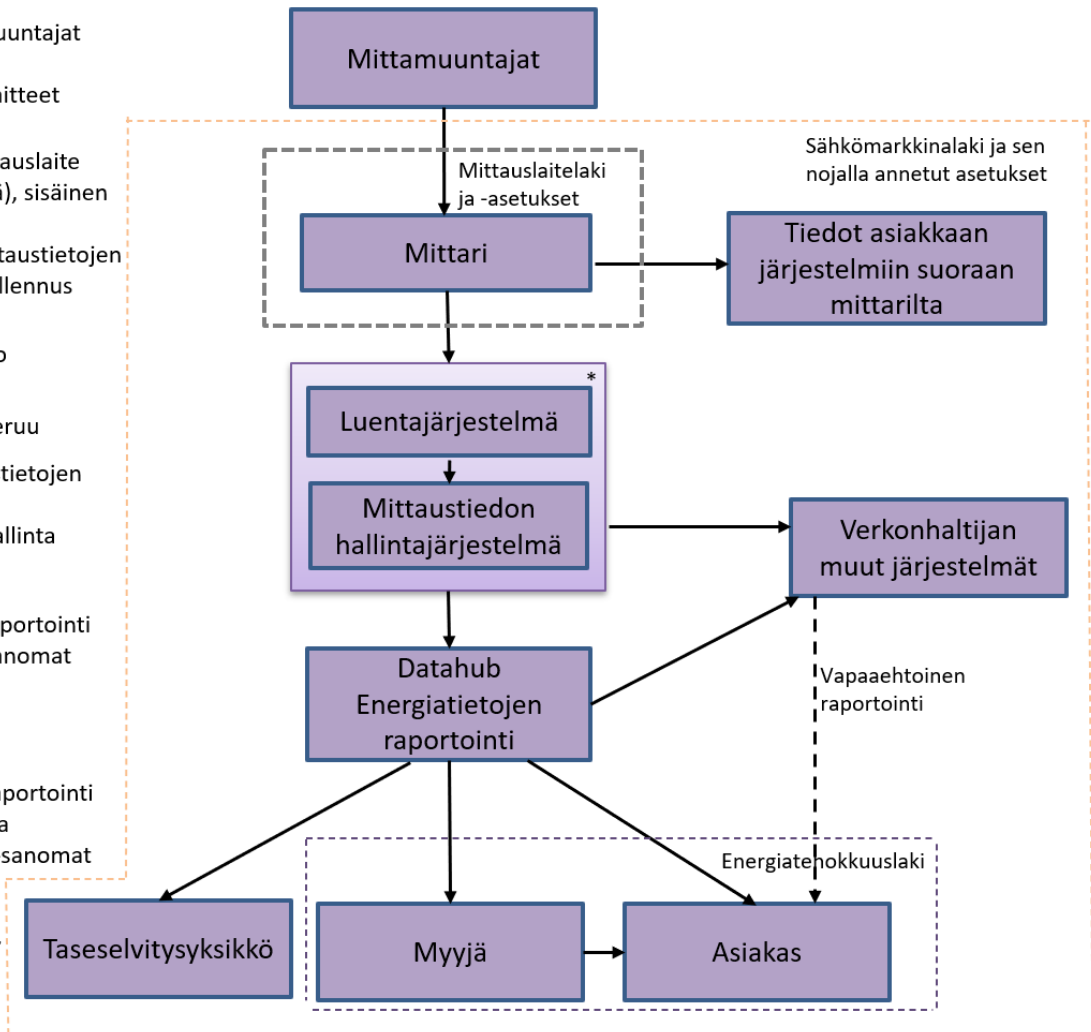 uuntajat
itteet
auslaite
ä), sisäinen
taustietojen
llennus
o
eruu
tietojen
allinta
aportointi
anomat
aportointi
a
sanomat
Mittamuuntajat
Mittauslaitelaki
ja -asetukset
Sähkömarkkinalaki ja sen
nojalla annetut asetukset
Mittari
Tiedot asiakkaan
järjestelmiin suoraan
mittarilta
*
Luentajärjestelmä
Mittaustiedon
hallintajärjestelmä
Verkonhaltijan
muut järjestelmät
Datahub
Energiatietojen
raportointi
Vapaaehtoinen
raportointi
Energiatehokkuuslaki
Taseselvitysyksikkö
Myyjä
Asiakas